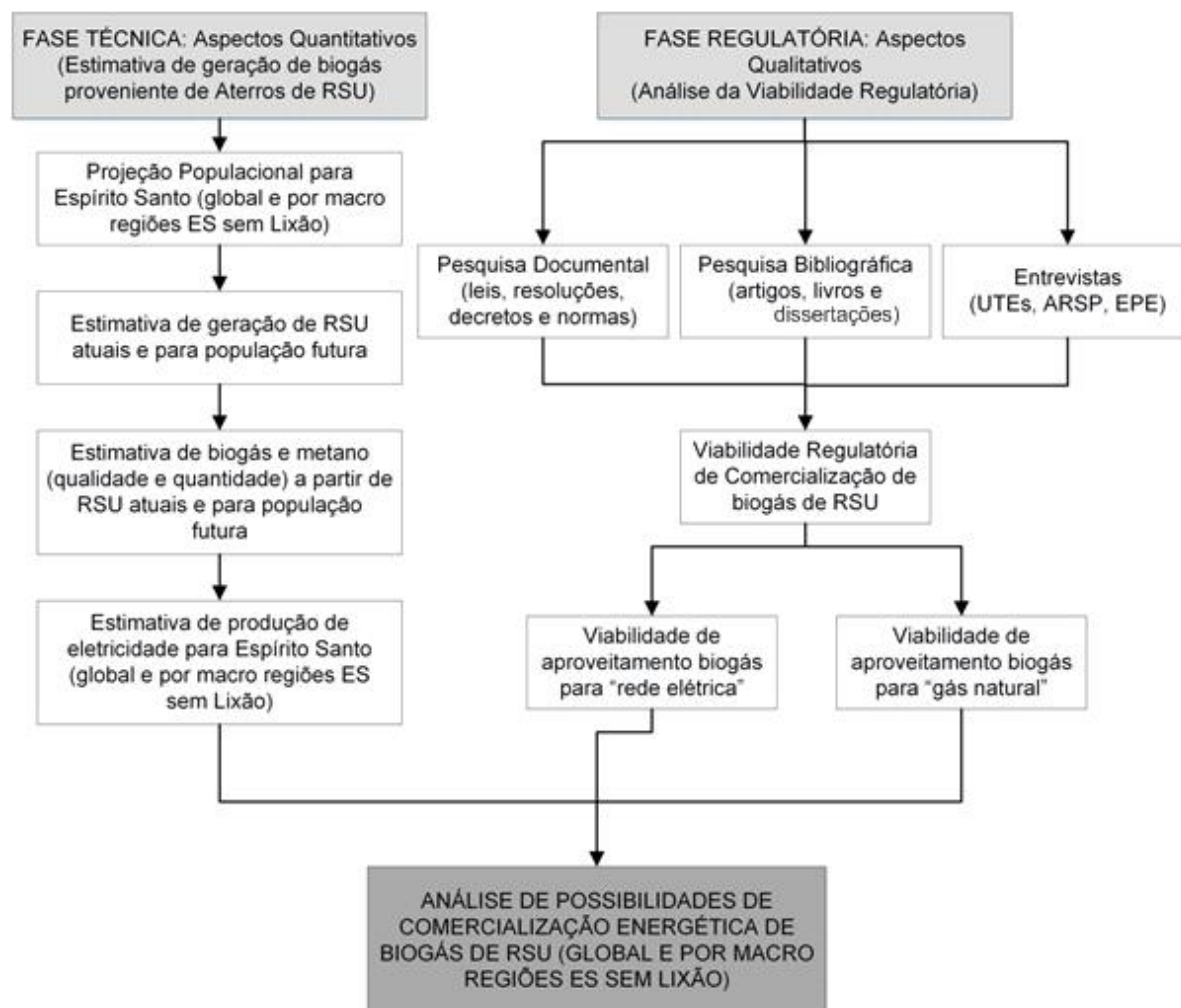 FASE TÉCNICA: Aspectos Quantitativos
(Estimativa de geração de biogás
proveniente de Aterros de RSU)
Projeção Populacional para
Espírito Santo (global e por macro
regiões ES sem Lixão)
Estimativa de geração de RSU
atuais e para população futura
Estimativa de biogás e metano
(qualidade e quantidade) a partir de
RSU atuais e para população
futura
Estimativa de produção de
eletricidade para Espírito Santo
(global e por macro regiões ES
sem Lixão)
FASE REGULATÓRIA: Aspectos
Qualitativos
(Análise da Viabilidade Regulatória)
Pesquisa Documental
(leis, resoluções,
decretos e normas)
Pesquisa Bibliográfica
(artigos, livros e
dissertações)
Entrevistas
(UTEs, ARSP, EPE)
Viabilidade Regulatória
de Comercialização de
biogás de RSU
Viabilidade de
aproveitamento biogás
para “rede elétrica”
Viabilidade de
aproveitamento biogás
para “gás natural”
ANÁLISE DE POSSIBILIDADES DE
COMERCIALIZAÇÃO ENERGÉTICA DE
BIOGÁS DE RSU (GLOBAL E POR MACRO
REGIÕES ES SEM LIXÃO)